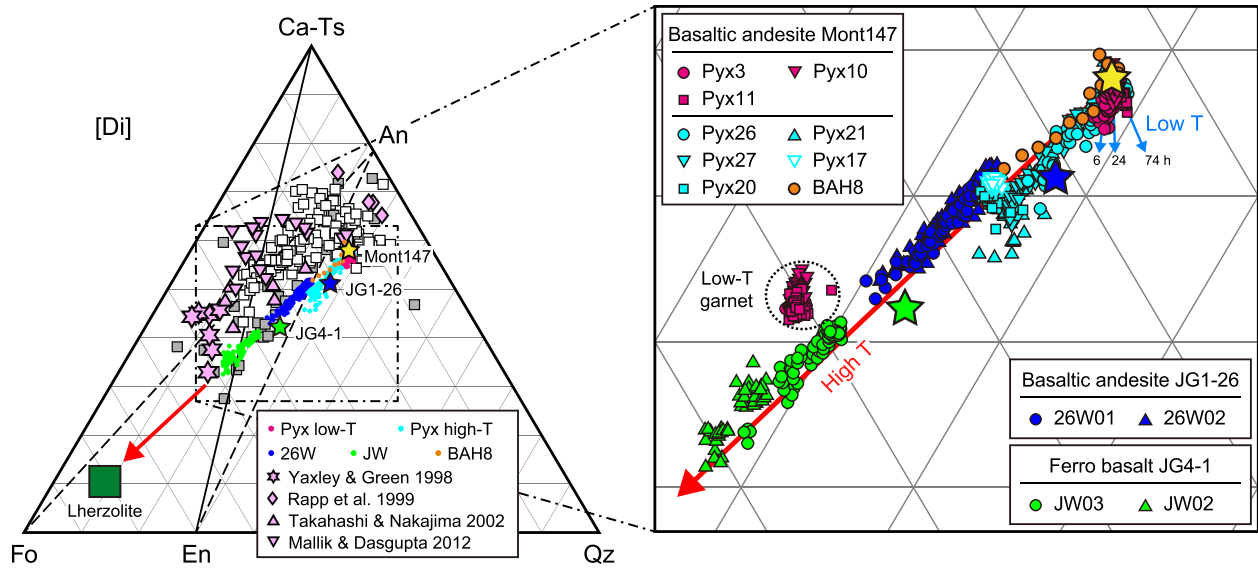 Ca-Ts
[Di]
An
Mont147
JG1-26
JG4-1
Lherzolite
Fo
En
Qz
Pyx low-T
Pyx high-T
26W
JW
BAH8
Yaxley & Green 1998
Rapp et al. 1999
Takahashi & Nakajima 2002
Mallik & Dasgupta 2012
Basaltic andesite Mont147
Pyx3
Pyx10
Pyx11
Pyx26
Pyx21
Pyx27
Pyx17
Pyx20
BAH8
Low T
6
24
74 h
Low-T
garnet
High T
Basaltic andesite JG1-26
26W01
26W02
Ferro basalt JG4-1
JW03
JW02